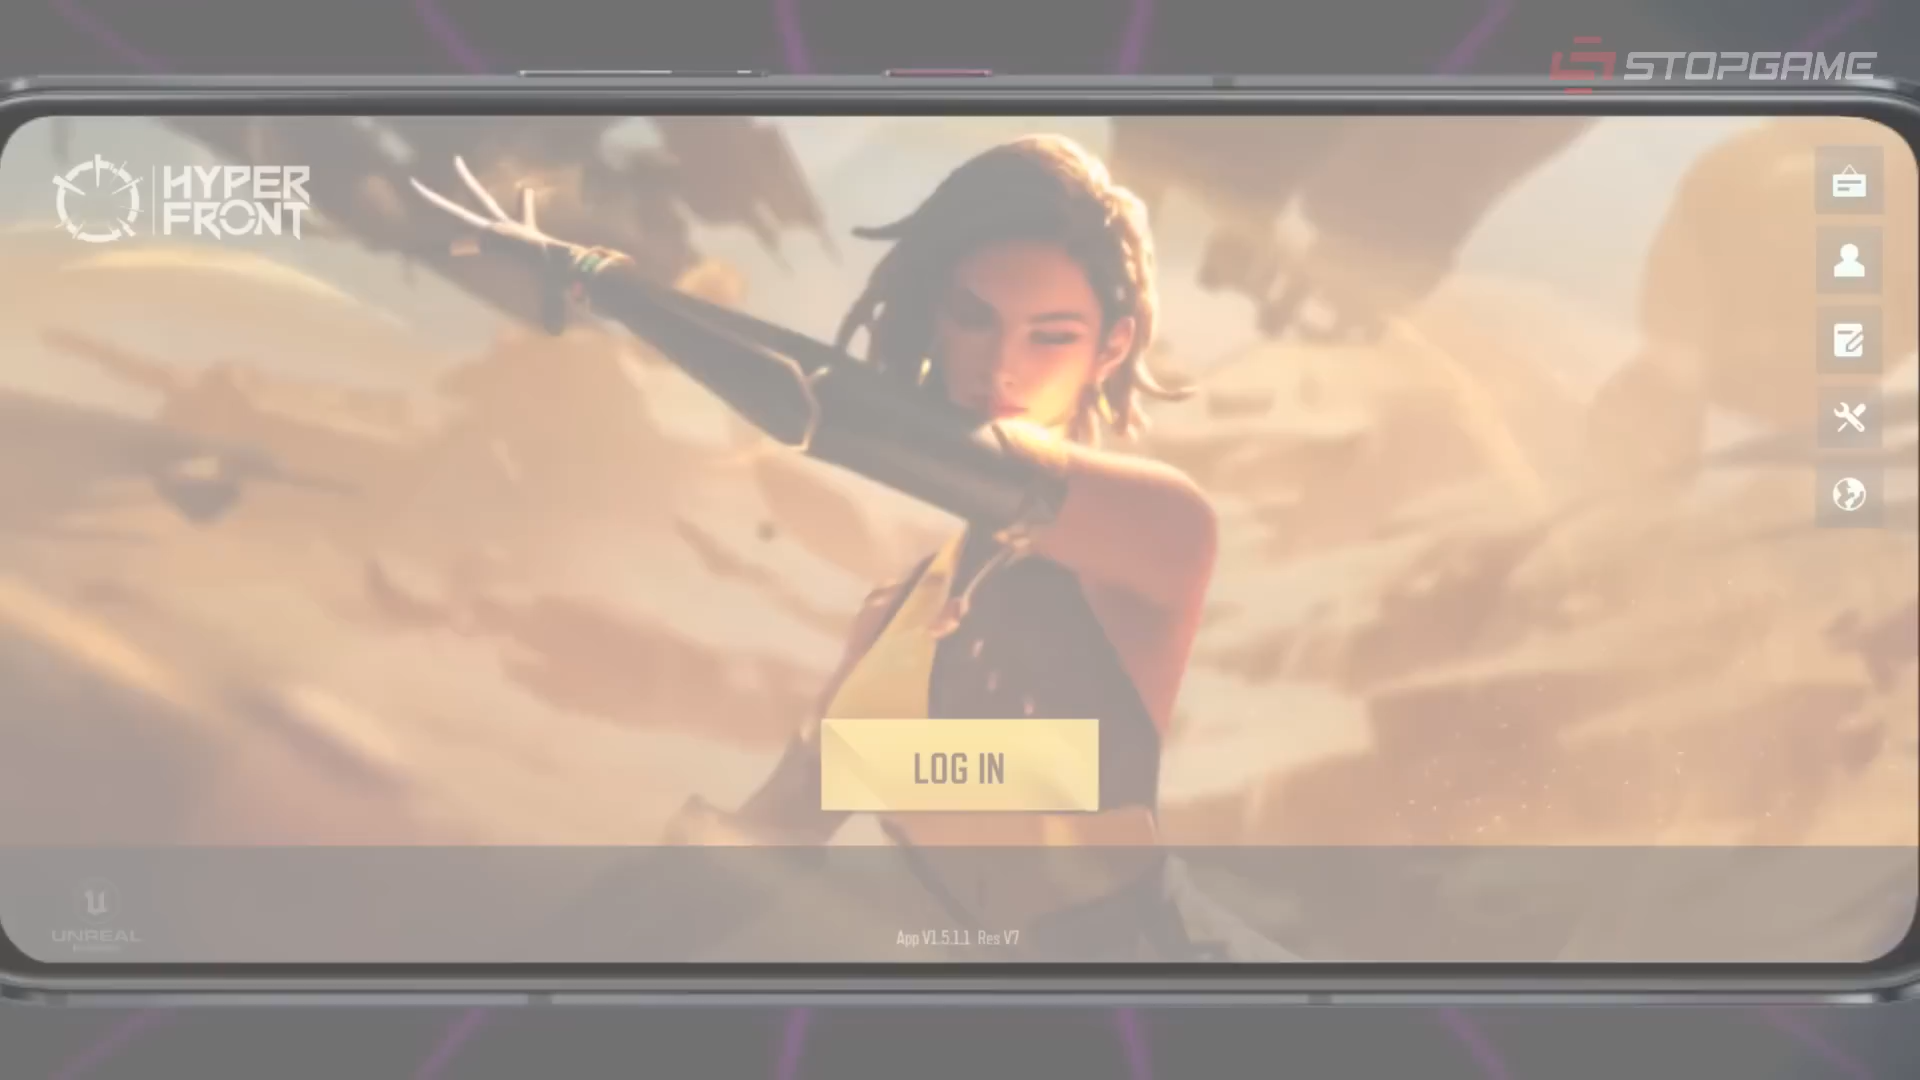 STOPGAME
HYPER
FRONT
LOG IN
UNREAL
App V1.5.1.1 Res V7